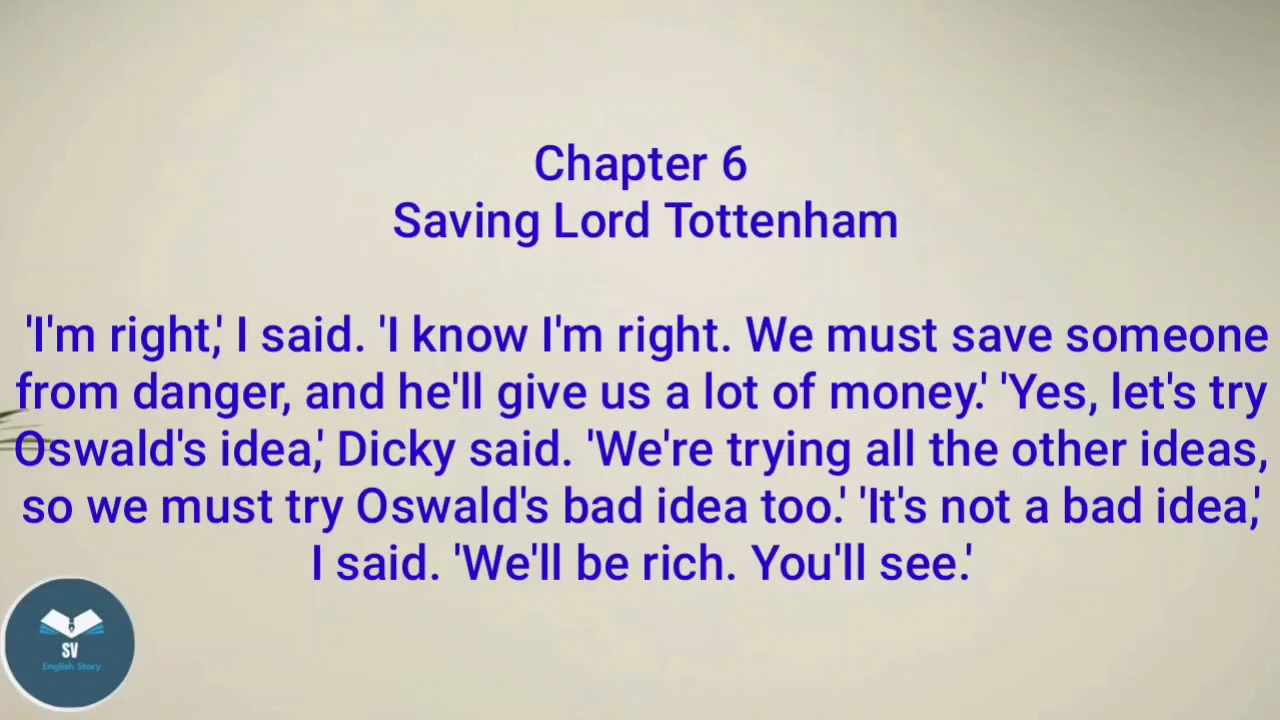 Chapter 6
Saving Lord Tottenham
'I'm right,' I said. 'I know I'm right. We must save someone
from danger, and he'll give us a lot of money.' 'Yes, let's try
Oswald's idea,' Dicky said. 'We're trying all the other ideas,
so we must try Oswald's bad idea too.' 'It's not a bad idea,'
I said. 'We'll be rich. You'll see.'
SV
English Story